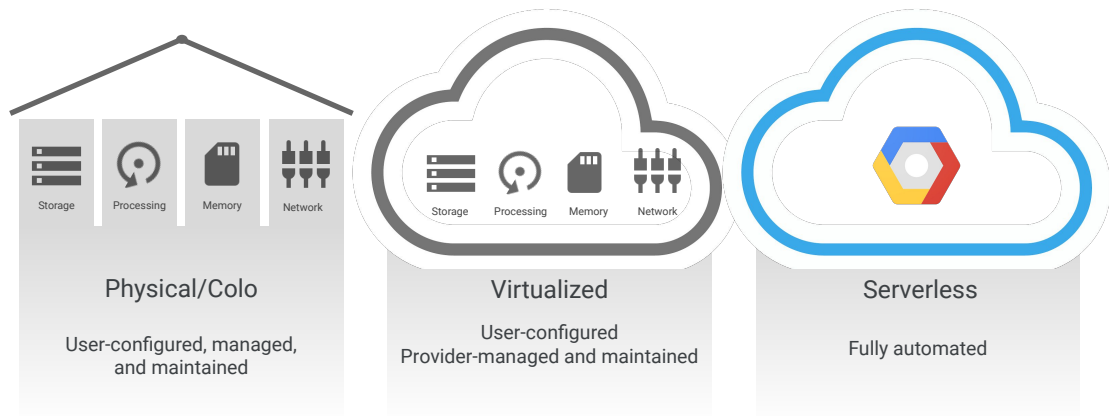 Storage
Processing
Memory
Network
Physical/Colo
User-configured, managed,
and maintained
Storage
Processing
Memory
Network
Virtualized
User-configured
Provider-managed and maintained
Serverless
Fully automated